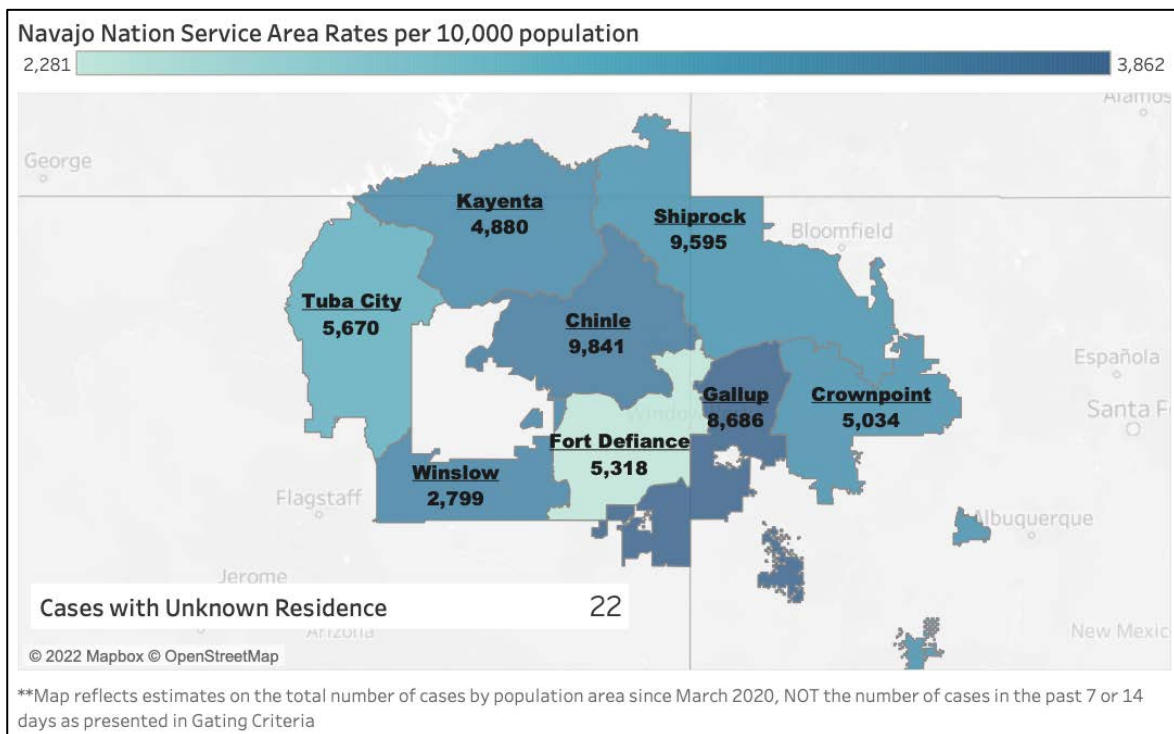 Navajo Nation Service Area Rates per 10,000 population
2,281
3,862
Alamos
George
Kayenta
4,880
Shiprock
9,595
Bloomfield
Tuba City
5,670
Chinle
9,841
Española
Gallup
8,686
Crownpoint
5,034
Santa F
Window
Fort Defiance
5,318
Winslow
2,799
Flagstaff
Albuquerque
Jerome
Cases with Unknown Residence 22
Arizona
New Mexic
© 2022 Mapbox © OpenStreetMap
**Map reflects estimates on the total number of cases by population area since March 2020, NOT the number of cases in the past 7 or 14
days as presented in Gating Criteria